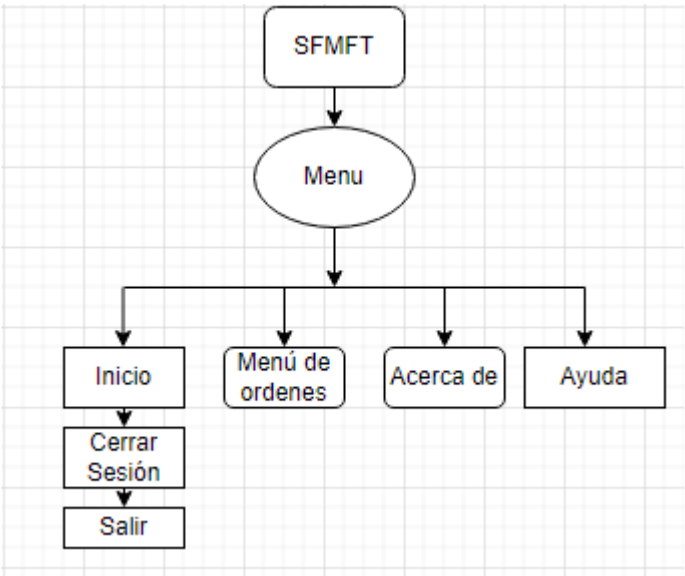 SFMFT
Menu
Inicio
Menú de
ordenes
Acerca de
Ayuda
Cerrar
Sesión
Salir